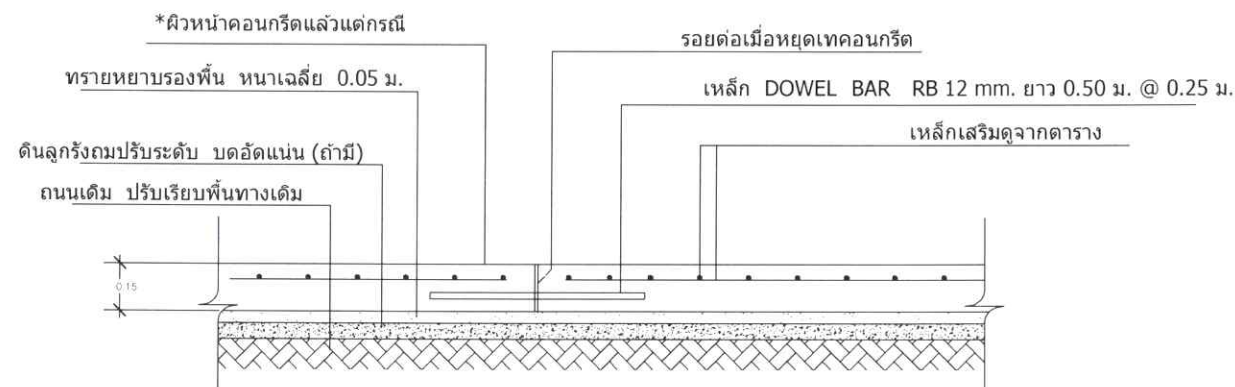 *ผิวหน้าคอนกรีตแล้วแต่กรณี
รอยต่อเมื่อหยุดเทคอนกรีต
ทรายหยาบรองพื้น หนาเฉลี่ย 0.05 ม.
เหล็ก DOWEL BAR RB 12 mm. ยาว 0.50 ม. @ 0.25 ม.
เหล็กเสริมดูจากตาราง
ดินลูกรังถมปรับระดับ บดอัดแน่น (ถ้ามี)
ถนนเดิม ปรับเรียบพื้นทางเดิม
0.15